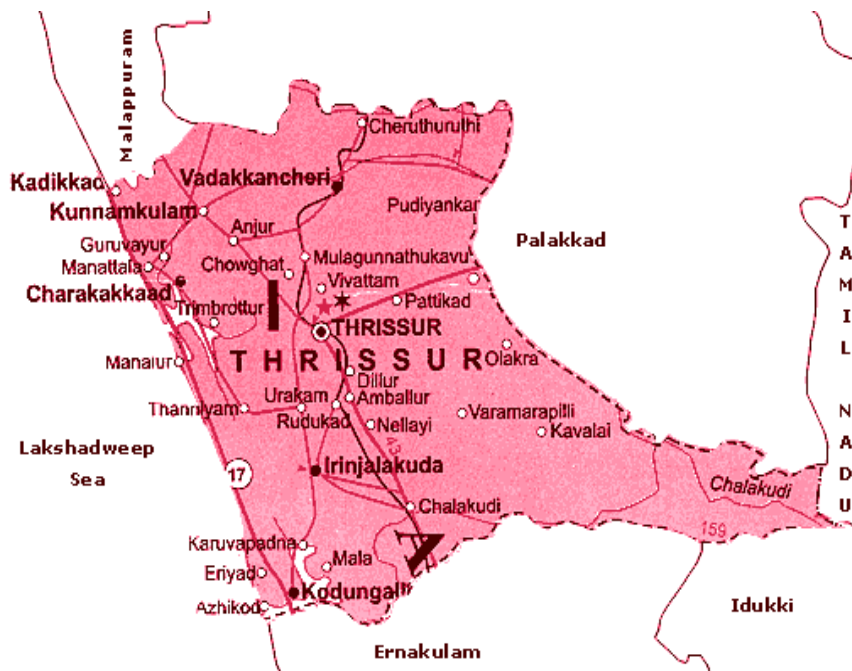 Malappuram
Cheruthuruthi
Vadakkancheri
Kadikkad
Kunnamkulam
Pudiyankar
Anjur
Palakkad
Guruvayur
Mulagunnathukavu
Manattala
Chowghat
Vivattam
Charakakkaad
Pattikad
Trimbrottur
THRISSUR
THRISSUR
Olakra
Manalur
Dillur
Urakam
Amballur
Thanniyam
Rudukad
Varamarapilli
Nellayi
Kavalai
43
Lakshadweep
Sea
17
Irinjalakuda
Chalakudi
Chalakudi
159
Karuvapadna
Mala
Eriyad
Kodungall
Azhikod
Idukki
Ernakulam
TAMIL NADU